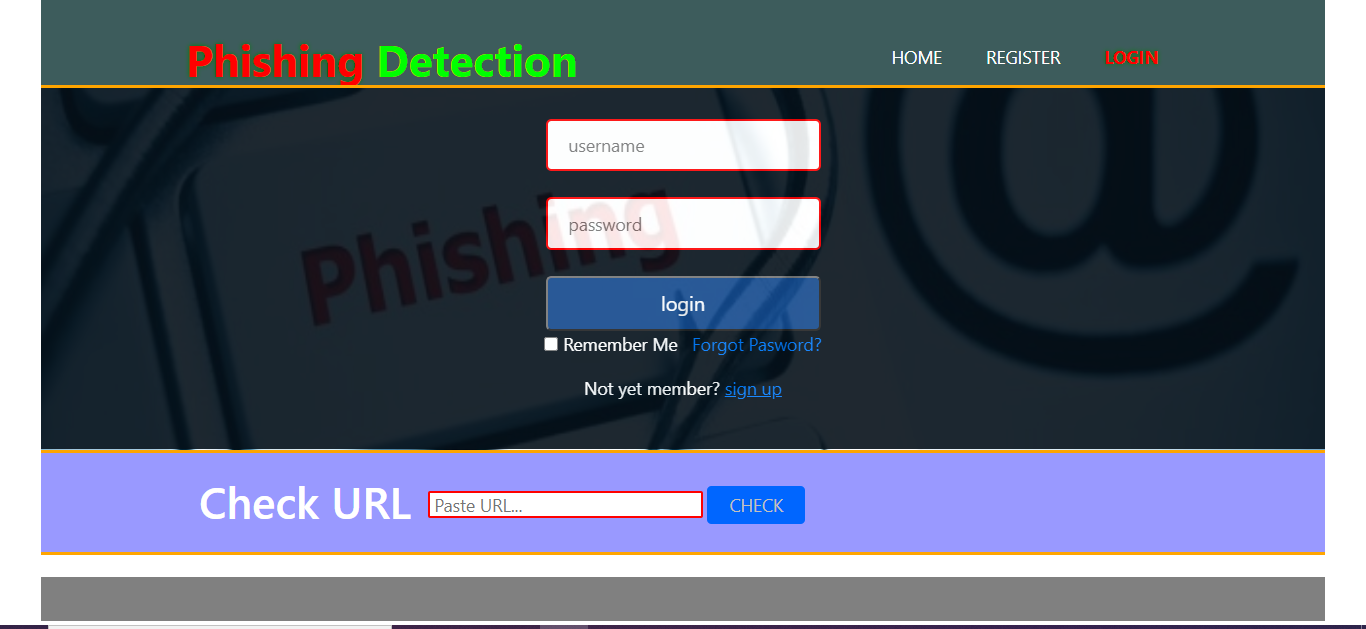 Phishing Detection
HOME REGISTER LOGIN
username
Phishing @
password
login
Remember Me Forgot Pasword?
Not yet member? sign up
Check URL Paste URL... CHECK